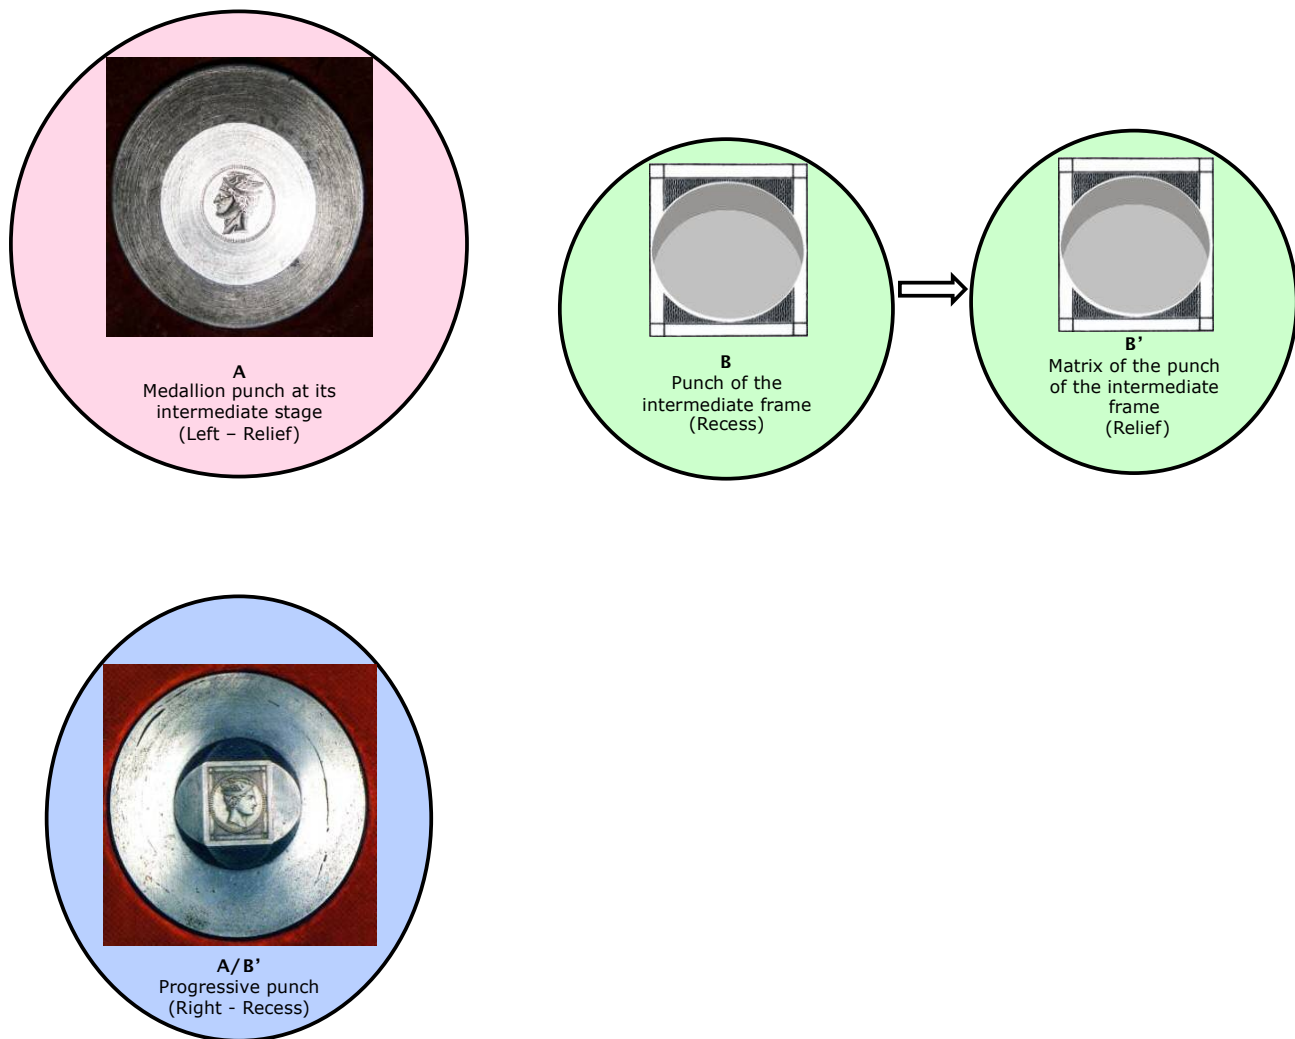 A
Medallion punch at its
intermediate stage
(Left – Relief)
B
Punch of the
intermediate frame
(Recess)
B’
Matrix of the punch
of the intermediate
frame
(Relief)
A/B’
Progressive punch
(Right - Recess)